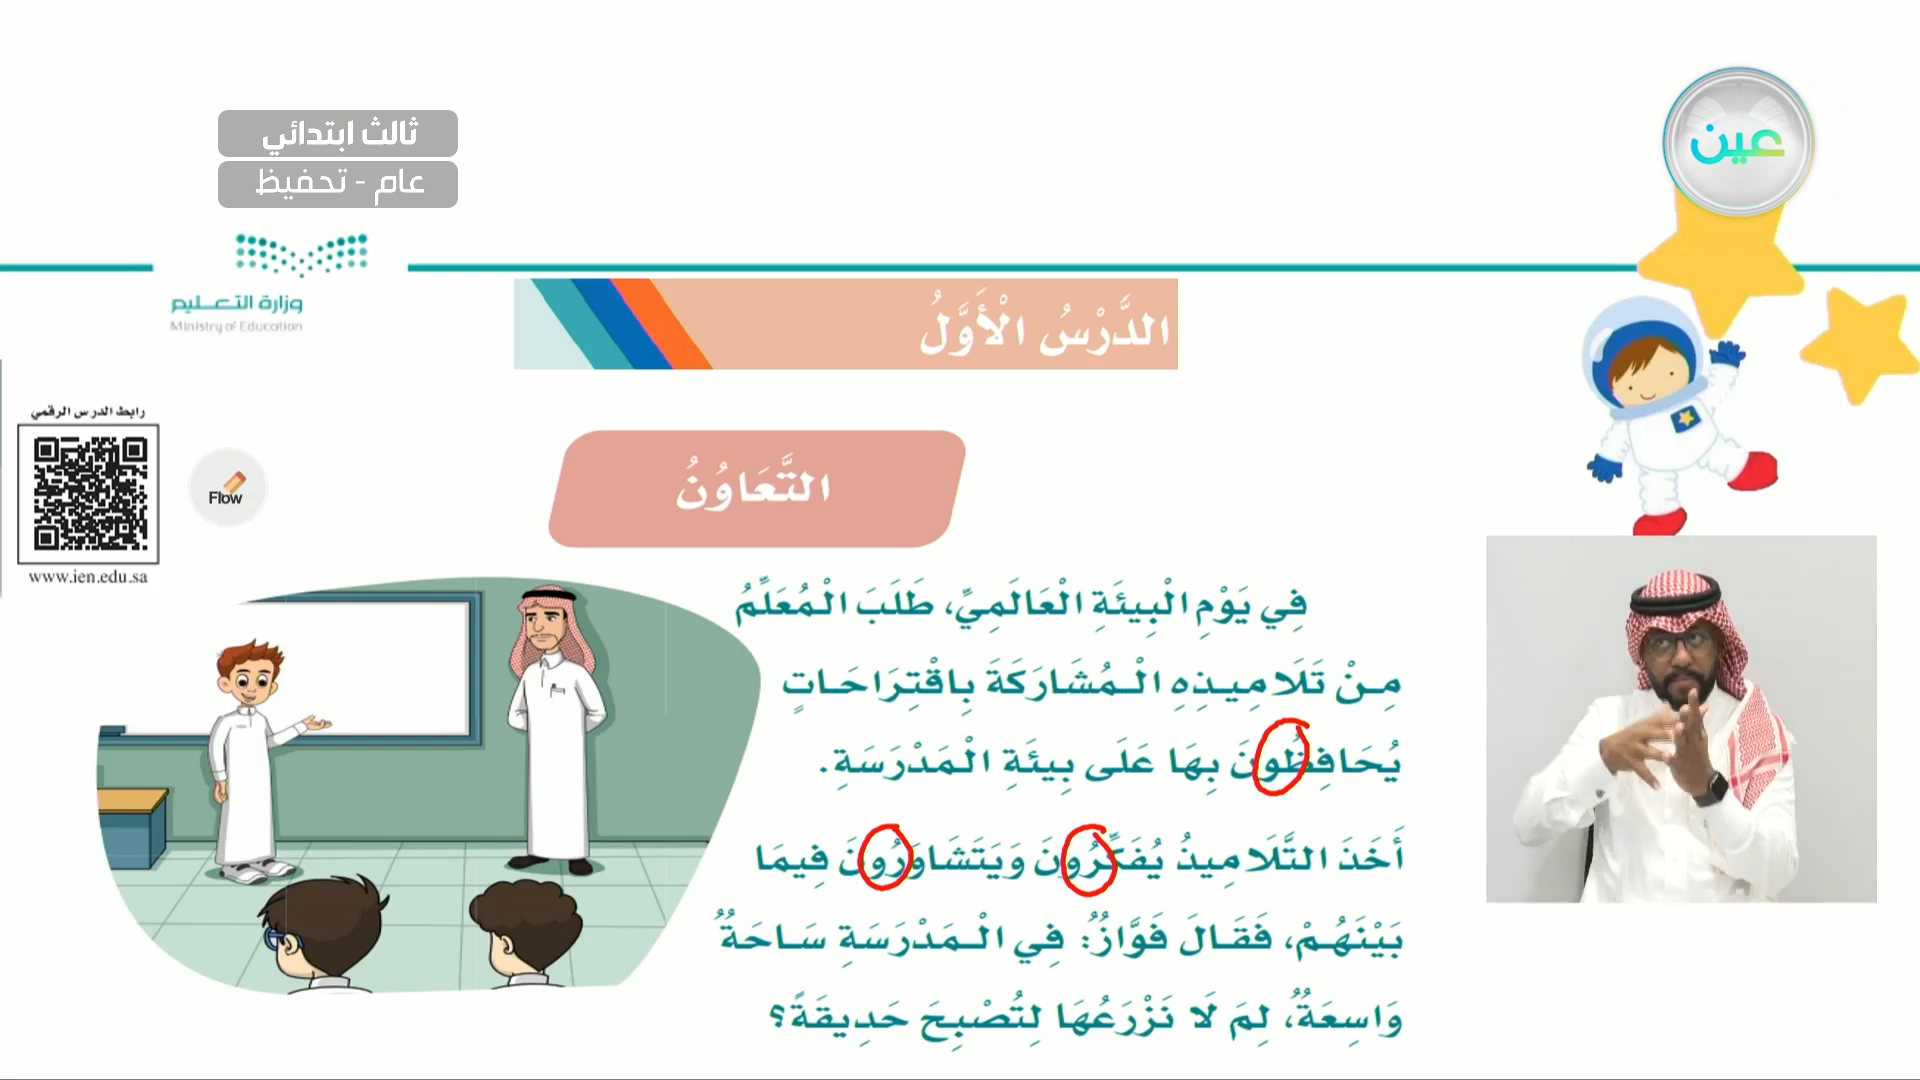 ثالث ابتدائي
عام - تحفيظ
عين
وزارة التعـــليم
Ministry of Education
الدَّرْسُ الْأَوَّلُ
رابط الدرس الرقمي
www.ien.edu.sa
Flow
التَّعَاوُنُ
فِي يَوْمِ الْبِيئَةِ الْعَالَمِيِّ، طَلَبَ الْمُعَلِّمُ
مِنْ تَلَامِيذِهِ الْمُشَارَكَةَ بِاقْتِرَاحَاتٍ
يُحَافِظُونَ بِهَا عَلَى بِيئَةِ الْمَدْرَسَةِ.
أَخَذَ التَّلَامِيذُ يُفَكِّرُونَ وَيَتَشَاوَرُونَ فِيمَا
بَيْنَهُمْ، فَقَالَ فَوَّازٌ: فِي الْمَدْرَسَةِ سَاحَةٌ
وَاسِعَةٌ، لِمَ لَا نَزْرَعُهَا لِتُصْبِحَ حَدِيقَةً؟